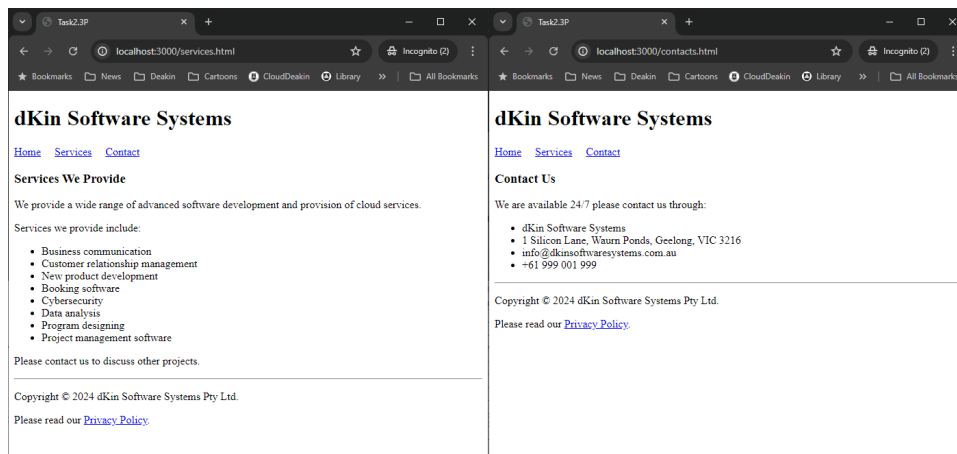 Task2.3P
localhost:3000/services.html
Incognito (2)
Bookmarks News Deakin Cartoons CloudDeakin Library » All Bookmarks
dKin Software Systems
Home Services Contact
Services We Provide
We provide a wide range of advanced software development and provision of cloud services.
Services we provide include:
Business communication
Customer relationship management
New product development
Booking software
Cybersecurity
Data analysis
Program designing
Project management software
Please contact us to discuss other projects.
Copyright © 2024 dKin Software Systems Pty Ltd.
Please read our Privacy Policy.
Task2.3P
localhost:3000/contacts.html
Incognito (2)
Bookmarks News Deakin Cartoons CloudDeakin Library » All Bookmarks
dKin Software Systems
Home Services Contact
Contact Us
We are available 24/7 please contact us through:
dKin Software Systems
1 Silicon Lane, Waurn Ponds, Geelong, VIC 3216
info@dkinsoftwaresystems.com.au
+61 999 001 999
Copyright © 2024 dKin Software Systems Pty Ltd.
Please read our Privacy Policy.